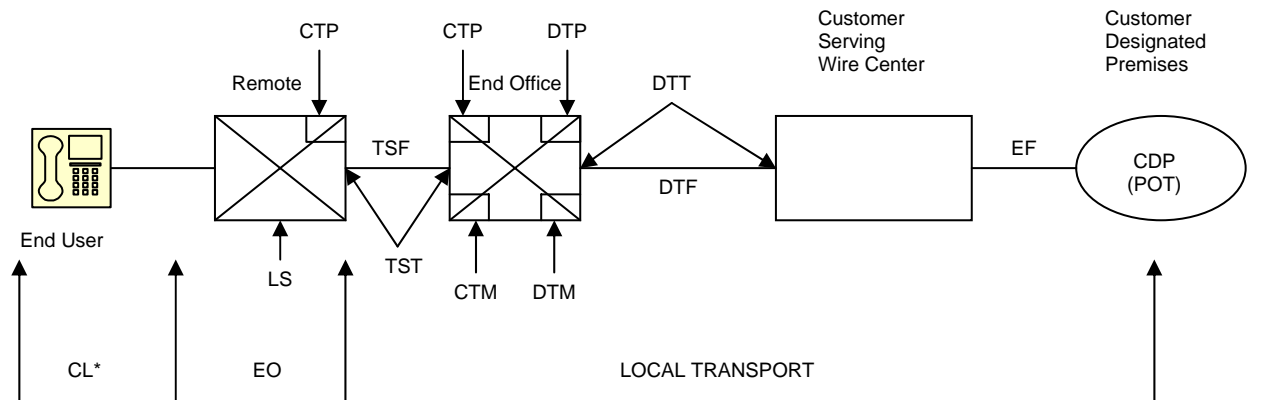 Customer
Serving
Wire Center
Customer
Designated
Premises
CTP
CTP
DTP
Remote
End Office
DTT
TSF
DTF
EF
CDP
(POT)
End User
LS
TST
CTM
DTM
CL*
EO
LOCAL TRANSPORT